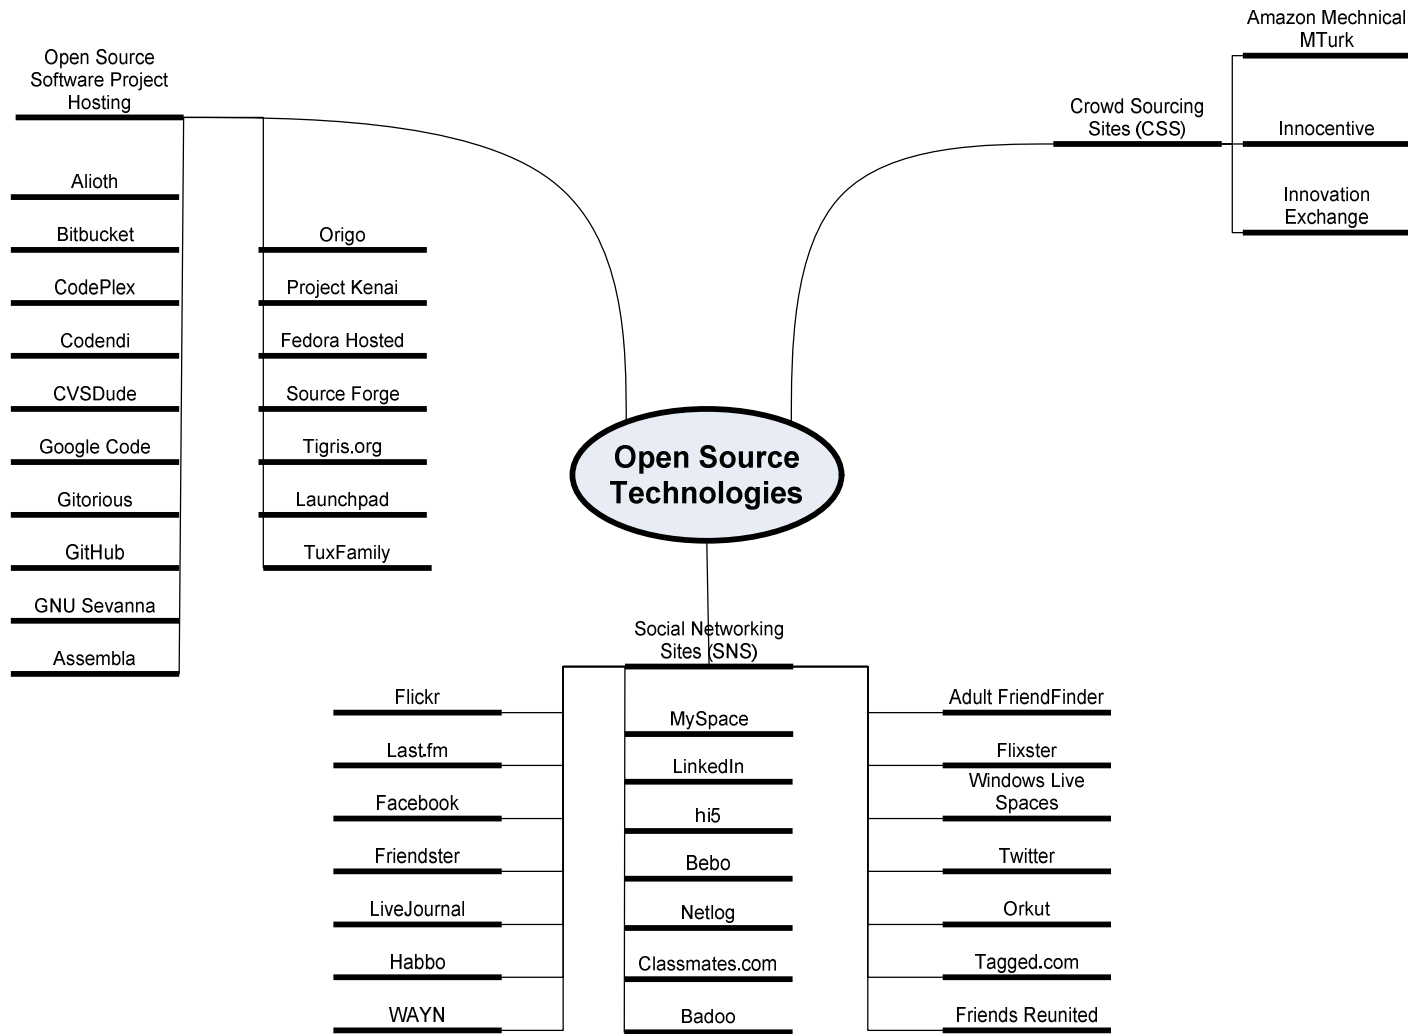 Open Source
Software Project
Hosting
Alioth
Bitbucket
CodePlex
Codendi
CVSDude
Google Code
Gitorious
GitHub
GNU Sevanna
Assembla
Origo
Project Kenai
Fedora Hosted
Source Forge
Tigris.org
Launchpad
TuxFamily
Open Source
Technologies
Crowd Sourcing
Sites (CSS)
Amazon Mechnical
MTurk
Innocentive
Innovation
Exchange
Social Networking
Sites (SNS)
Flickr
Last.fm
Facebook
Friendster
LiveJournal
Habbo
WAYN
MySpace
LinkedIn
hi5
Bebo
Netlog
Classmates.com
Badoo
Adult FriendFinder
Flixster
Windows Live
Spaces
Twitter
Orkut
Tagged.com
Friends Reunited